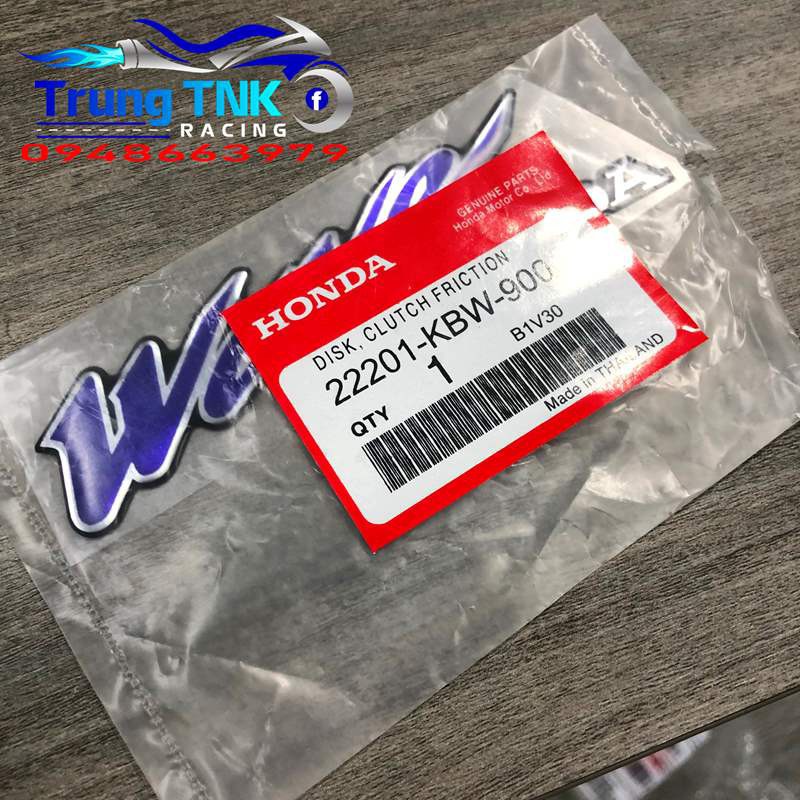 Trung TNK
RACING
0948663979
GENUINE PARTS
Honda Motor Co., Ltd.
HONDA
DISK, CLUTCH FRICTION
22201-KBW-900
QTY 1 B1V30
Made in THAILAND